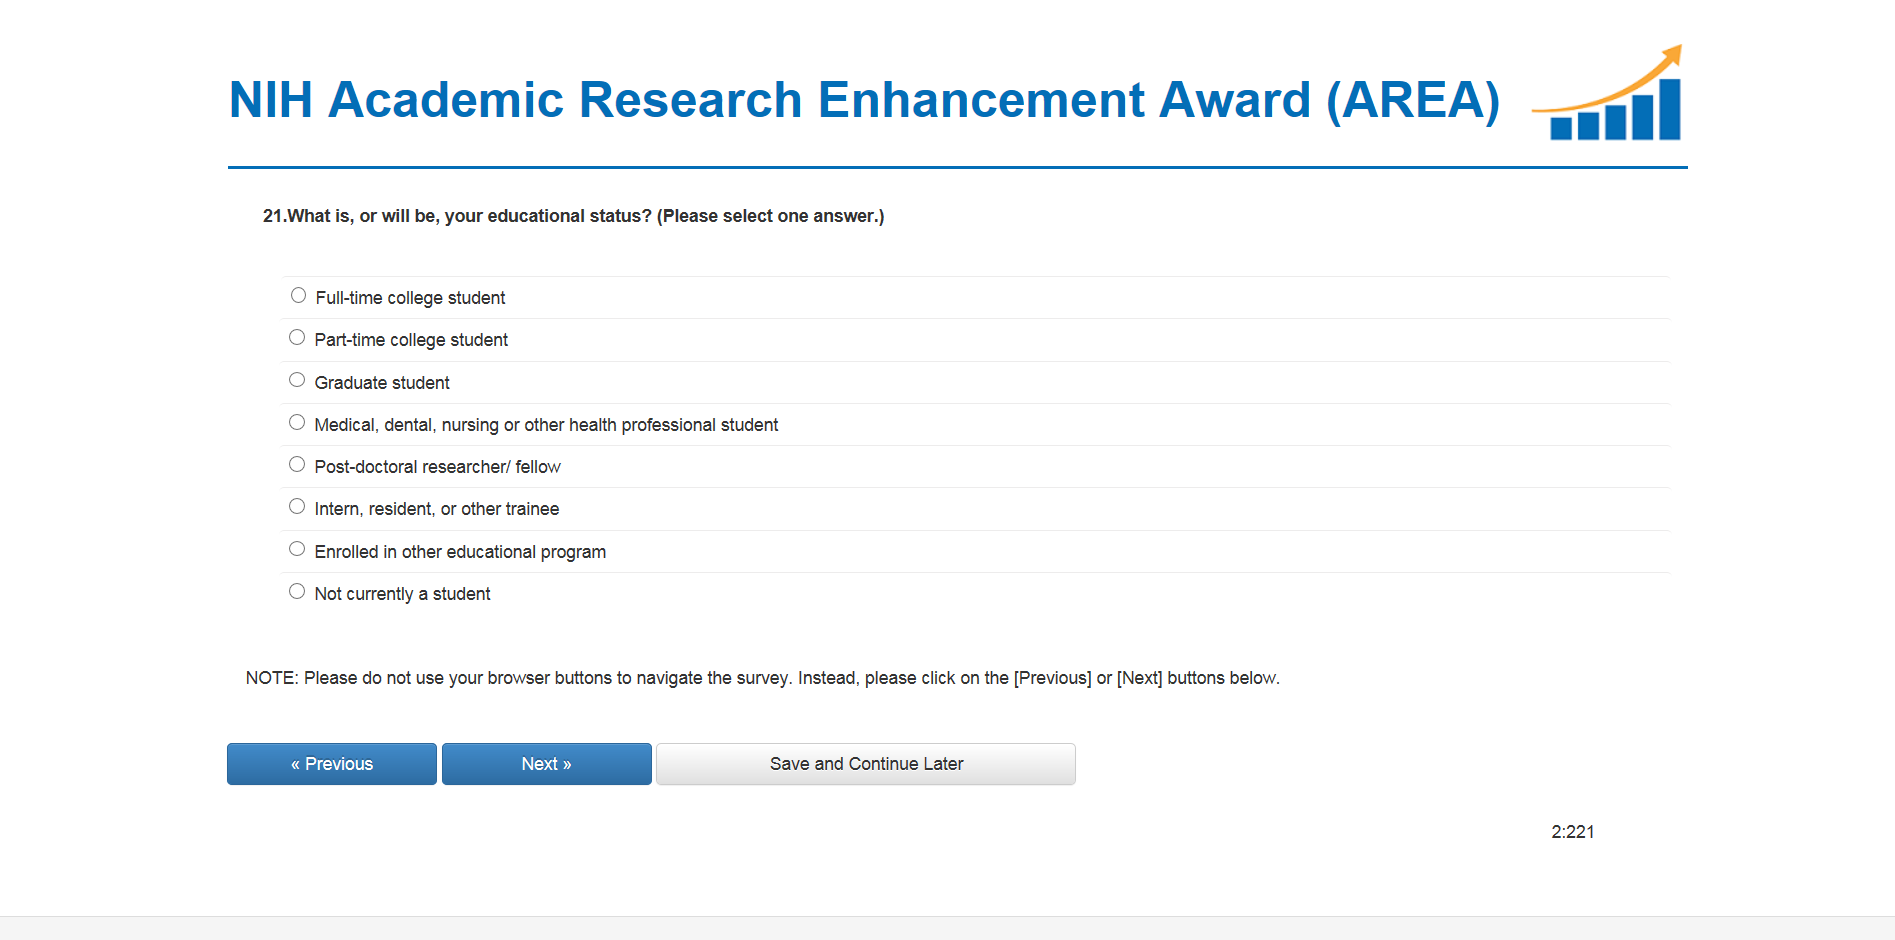 NIH Academic Research Enhancement Award (AREA)
21.What is, or will be, your educational status? (Please select one answer.)
Full-time college student
Part-time college student
Graduate student
Medical, dental, nursing or other health professional student
Post-doctoral researcher/ fellow
Intern, resident, or other trainee
Enrolled in other educational program
Not currently a student
NOTE: Please do not use your browser buttons to navigate the survey. Instead, please click on the [Previous] or [Next] buttons below.
« Previous Next » Save and Continue Later
2:221